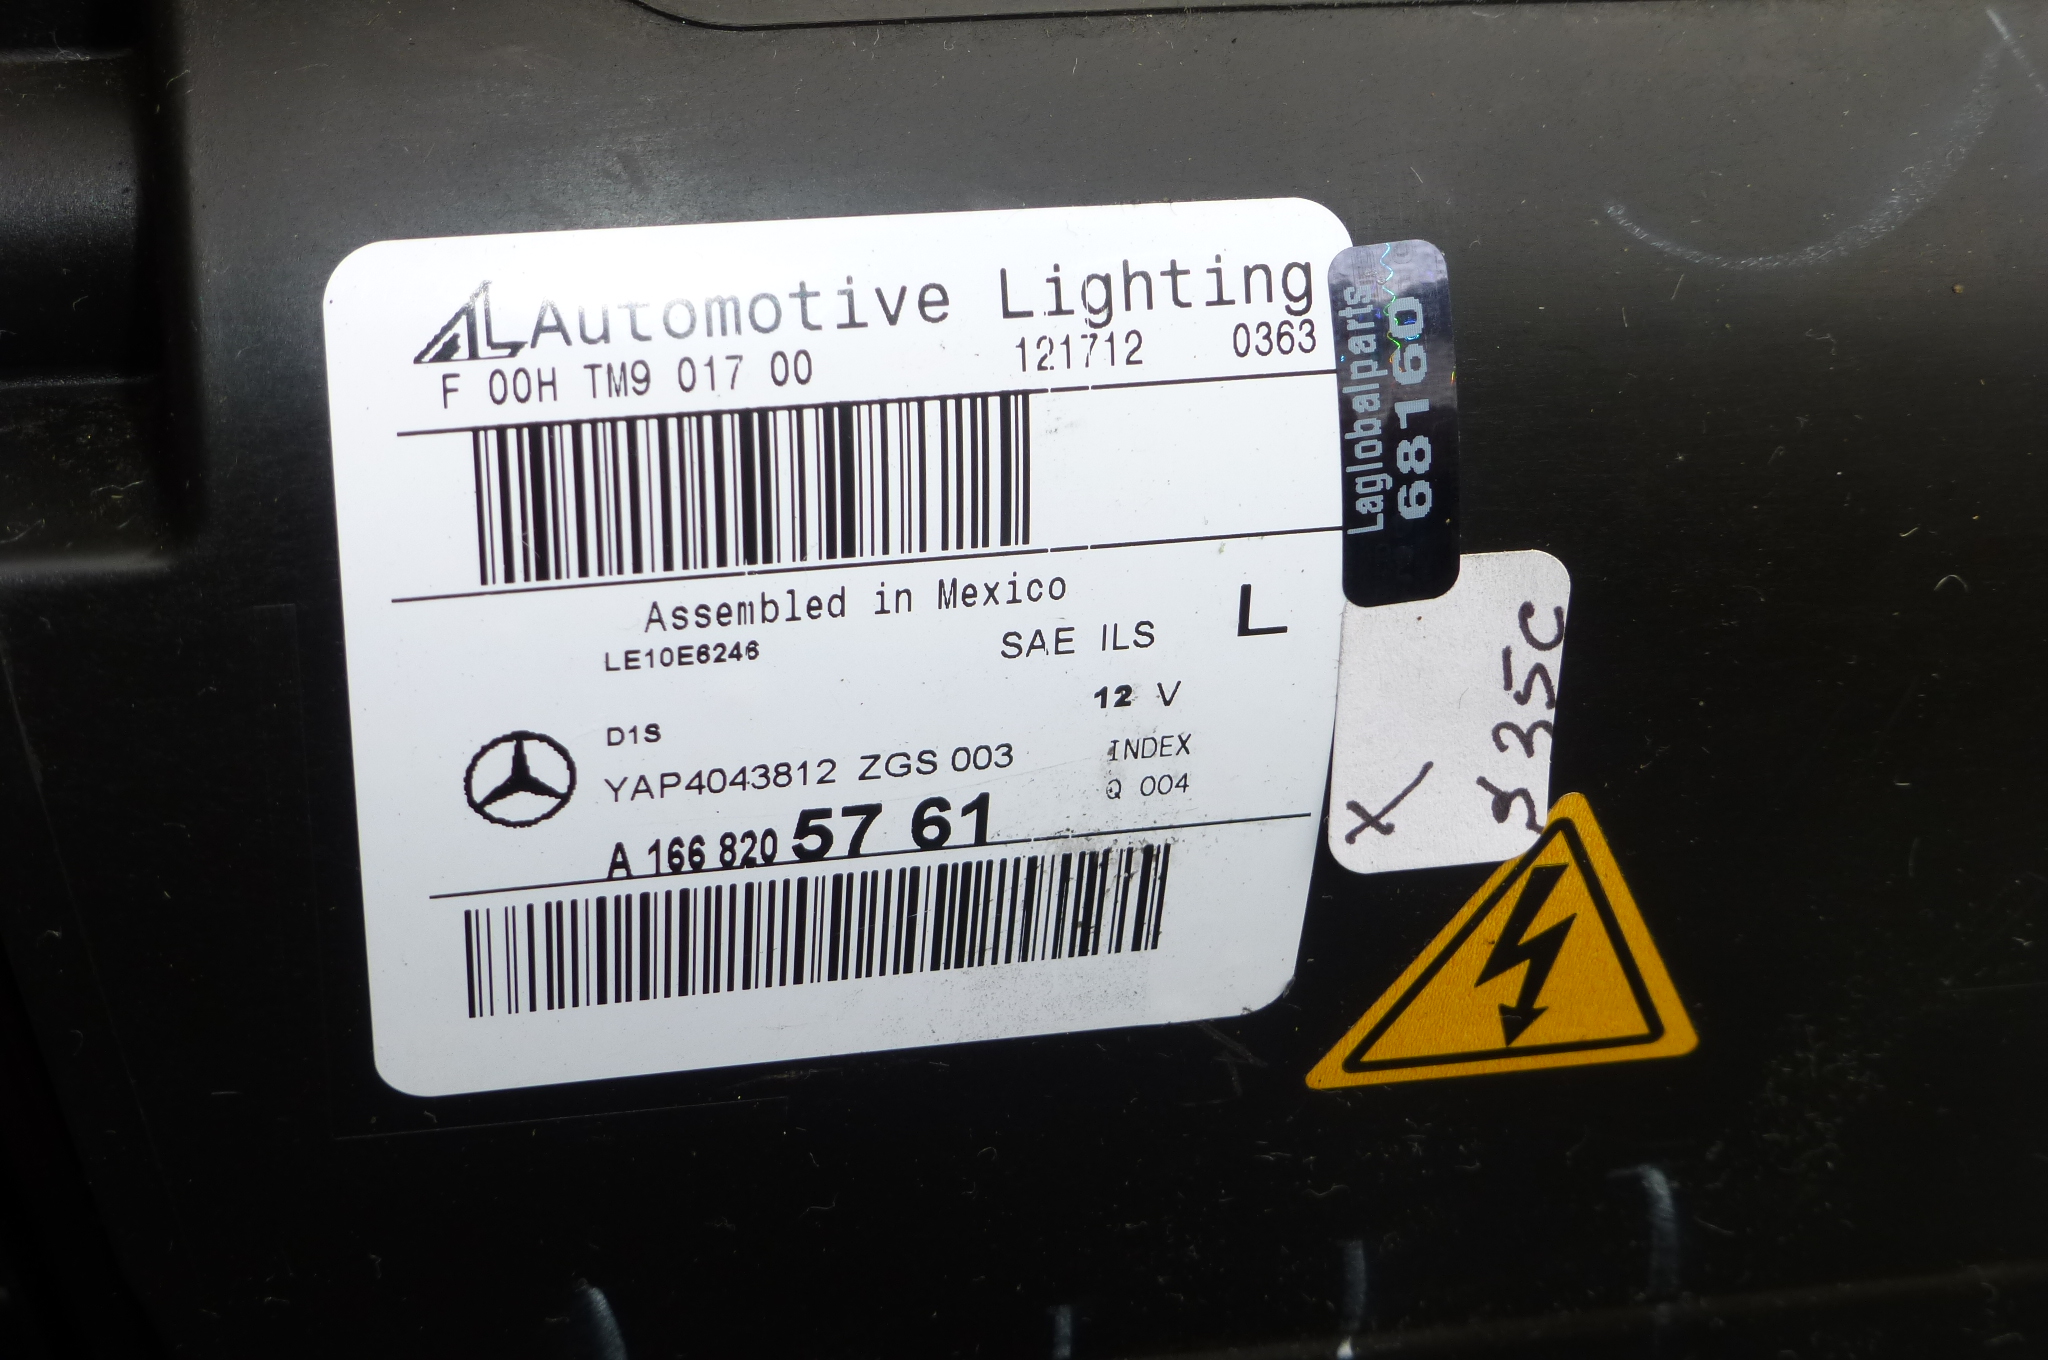 AL Automotive Lighting
F 00H TM9 017 00 121712 0363
Assembled in Mexico
LE10E6246 SAE ILS L
12 V
D1S
YAP4043812 ZGS 003 INDEX
Q 004
A 166 820 57 61
Laglobalparts
68160
X